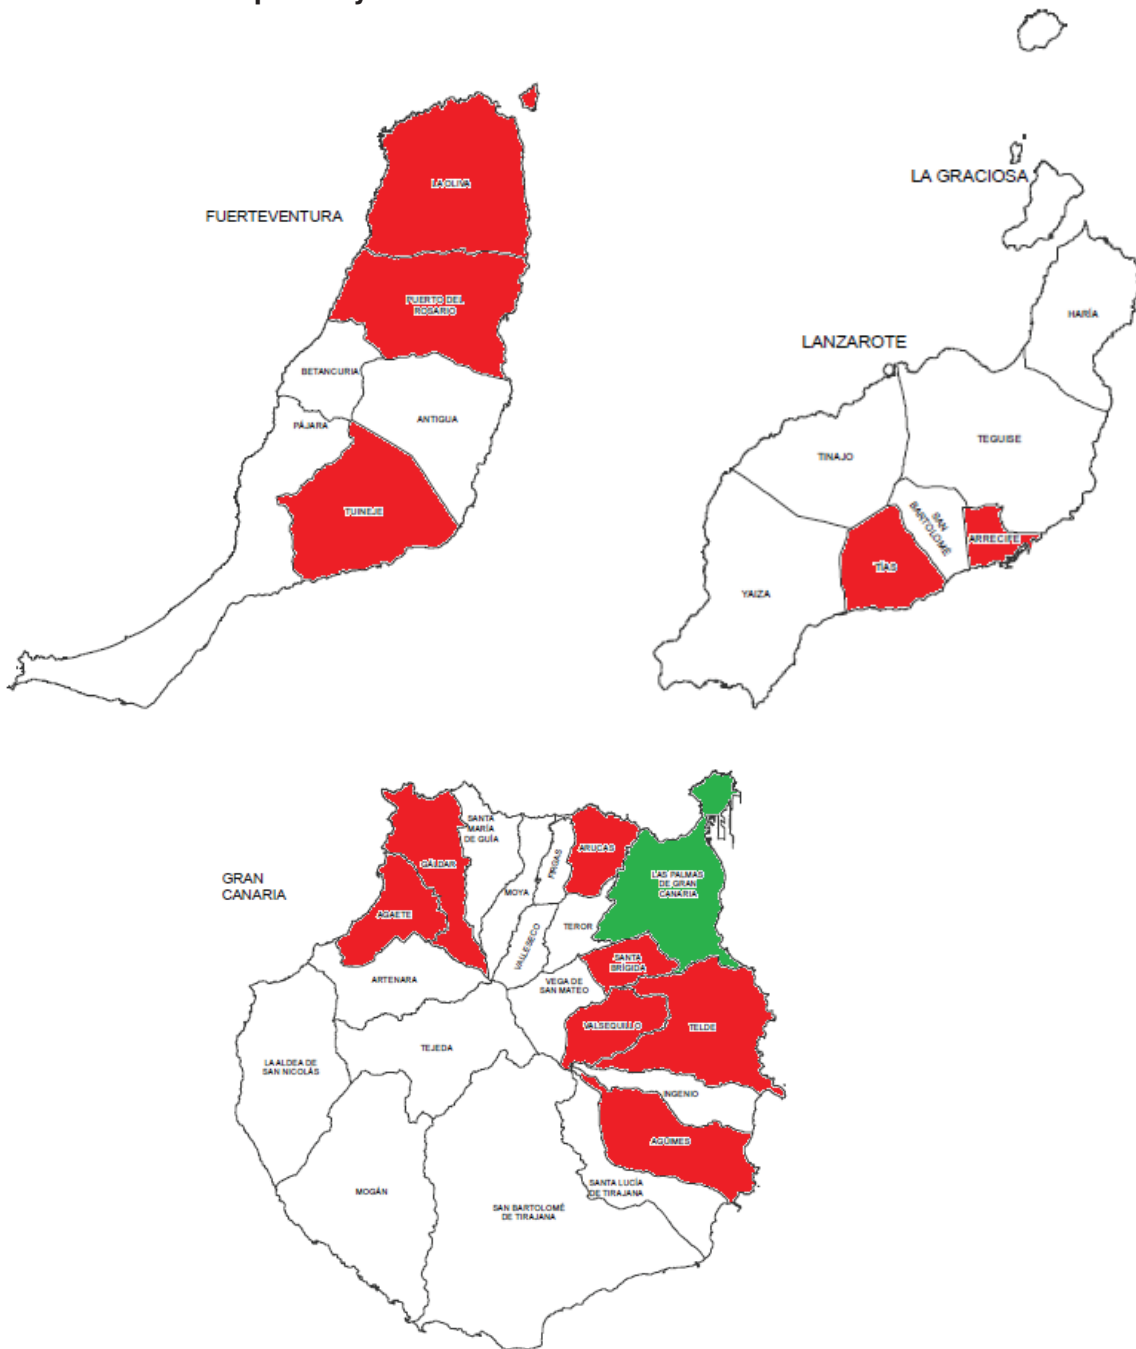 FUERTEVENTURA
LA OLIVA
PUERTO DEL
ROSARIO
BETANCURIA
PÁJARA
ANTIGUA
TUINEJE
LA GRACIOSA
LANZAROTE
HARÍA
TEGUISE
TINAJO
SAN
BARTOLOMÉ
ARRECIFE
TÍAS
YAIZA
GRAN
CANARIA
SANTA
MARÍA
DE GUÍA
GÁLDAR
AGAETE
MOYA
FIRGAS
ARUCAS
LAS PALMAS
DE GRAN
CANARIA
VALLESECO
TEROR
SANTA
BRÍGIDA
ARTENARA
VEGA DE
SAN MATEO
VALSEQUILLO
TELDE
TEJEDA
LA ALDEA DE
SAN NICOLÁS
INGENIO
AGÜIMES
MOGÁN
SANTA LUCÍA
DE TIRAJANA
SAN BARTOLOMÉ
DE TIRAJANA